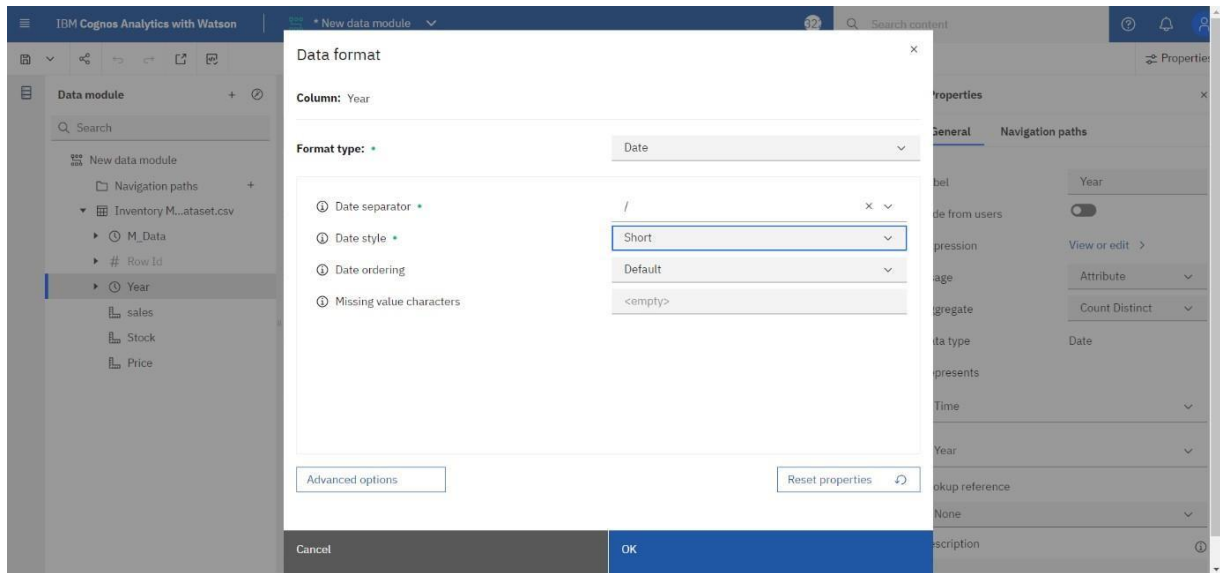 IBM Cognos Analytics with Watson
* New data module
32
Search content
Properties
Data module
Search
New data module
Navigation paths
Inventory M...ataset.csv
M_Data
# Row Id
Year
sales
Stock
Price
Data format
Column: Year
Format type:
Date
Date separator
/
Date style
Short
Date ordering
Default
Missing value characters
<empty>
Advanced options
Reset properties
Cancel
OK
Properties
General Navigation paths
bel
Year
de from users
pression
View or edit >
age
Attribute
gregate
Count Distinct
ta type
Date
presents
Time
Year
okup reference
None
scription